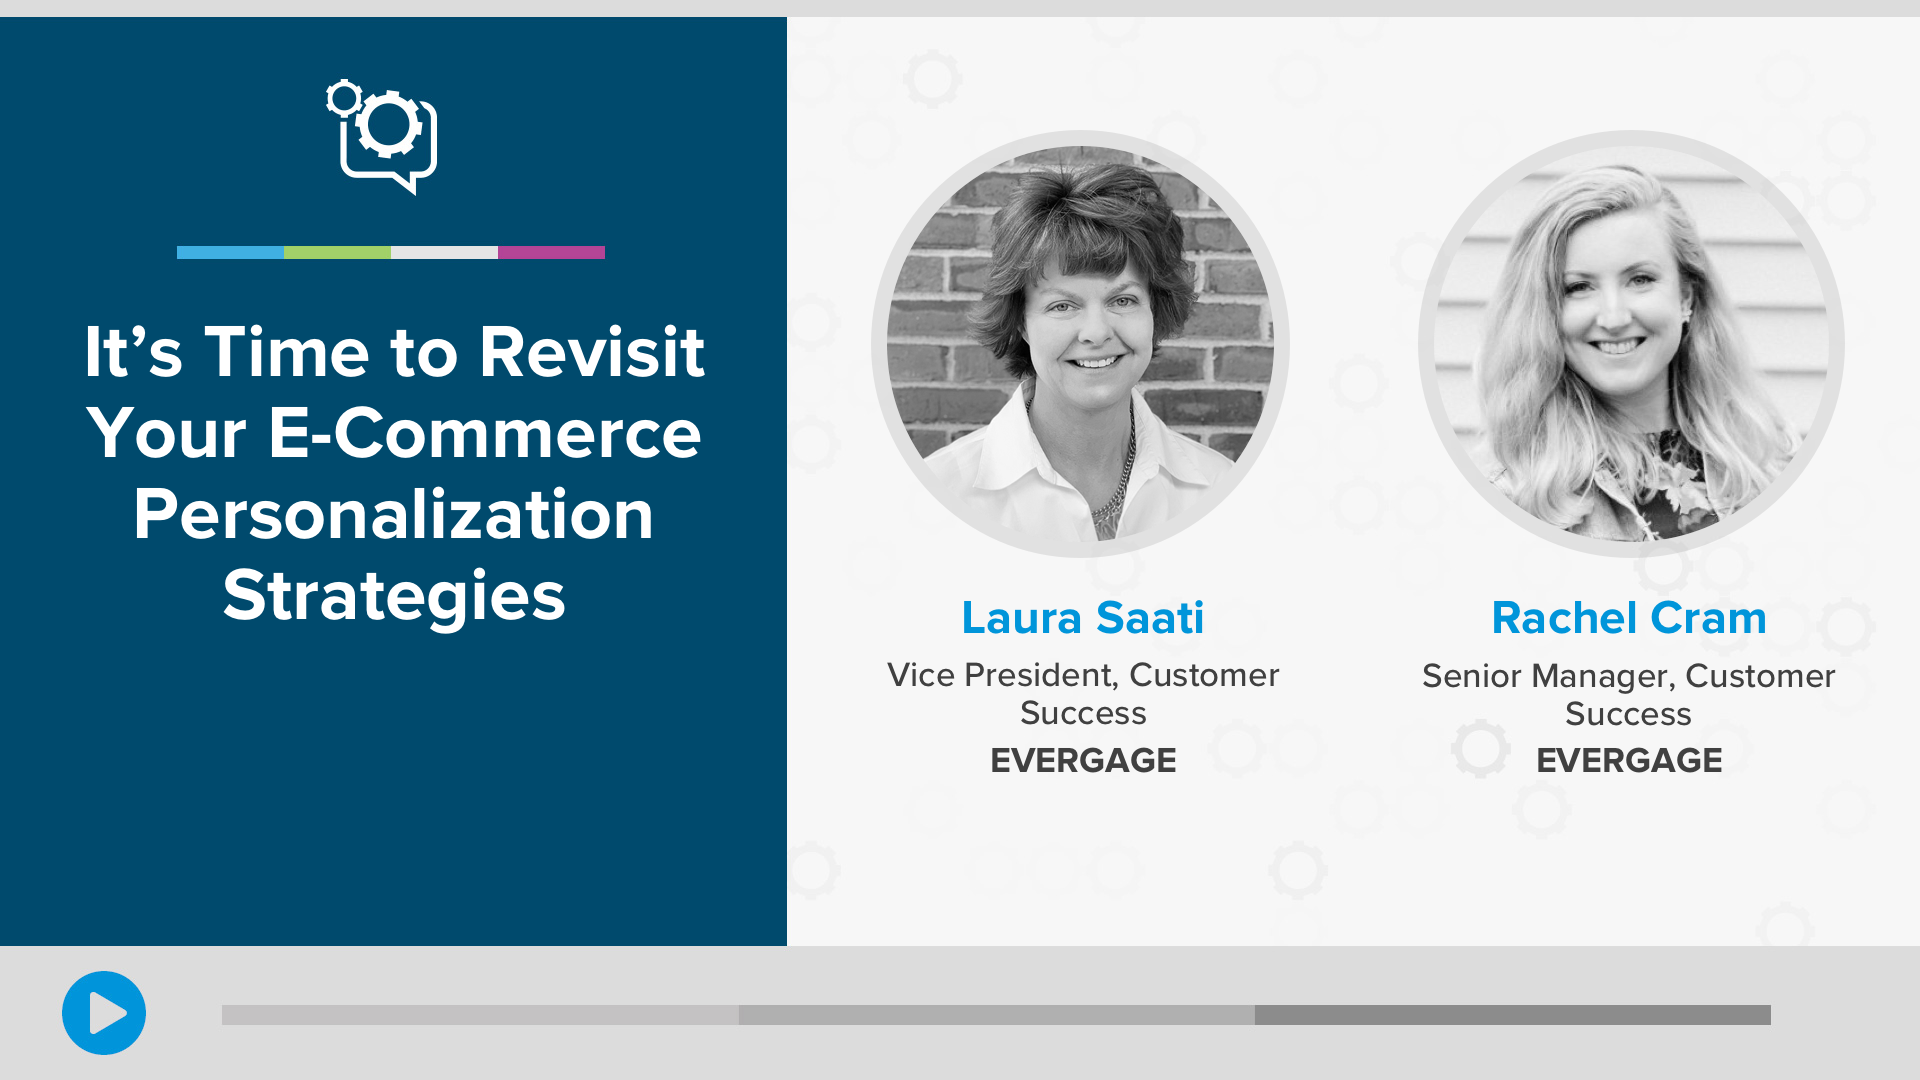 It’s Time to Revisit
Your E-Commerce
Personalization
Strategies
Laura Saati
Vice President, Customer
Success
EVERGAGE
Rachel Cram
Senior Manager, Customer
Success
EVERGAGE